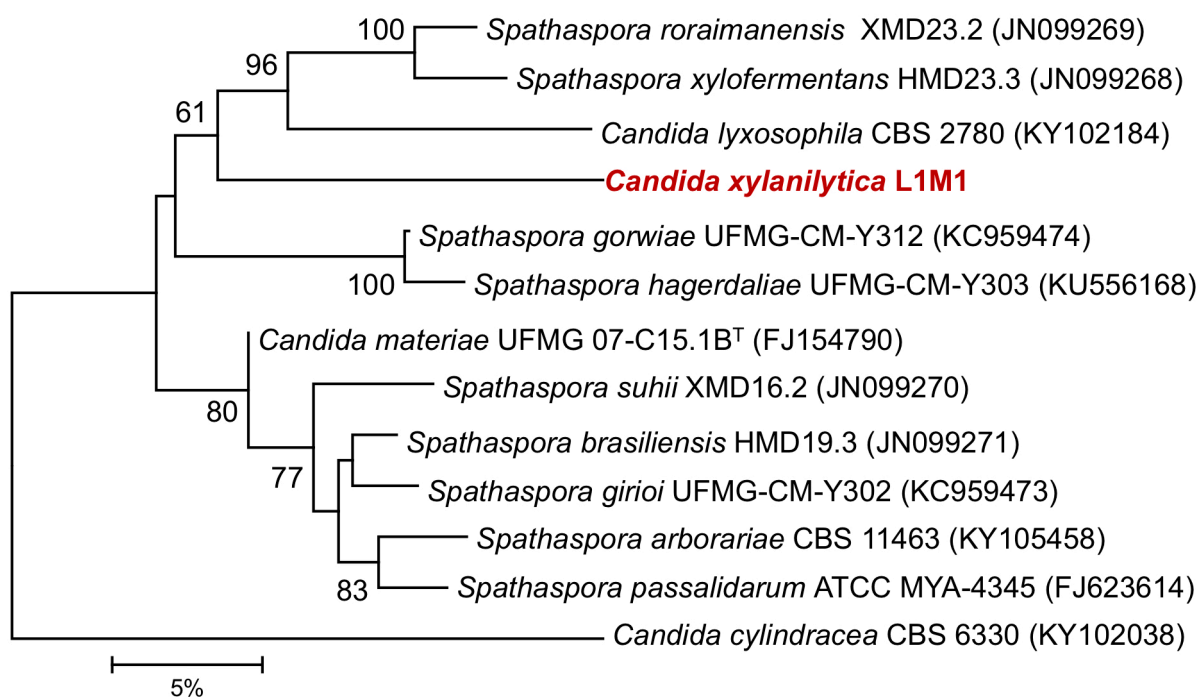 100
Spathaspora roraimanensis XMD23.2 (JN099269)
96
Spathaspora xylofermentans HMD23.3 (JN099268)
61
Candida lyxosophila CBS 2780 (KY102184)
Candida xylanilytica L1M1
Spathaspora gorwiae UFMG-CM-Y312 (KC959474)
100
Spathaspora hagerdaliae UFMG-CM-Y303 (KU556168)
Candida materiae UFMG 07-C15.1Bᵀ (FJ154790)
Spathaspora suhii XMD16.2 (JN099270)
80
Spathaspora brasiliensis HMD19.3 (JN099271)
77
Spathaspora girioi UFMG-CM-Y302 (KC959473)
Spathaspora arborariae CBS 11463 (KY105458)
83
Spathaspora passalidarum ATCC MYA-4345 (FJ623614)
Candida cylindracea CBS 6330 (KY102038)
5%